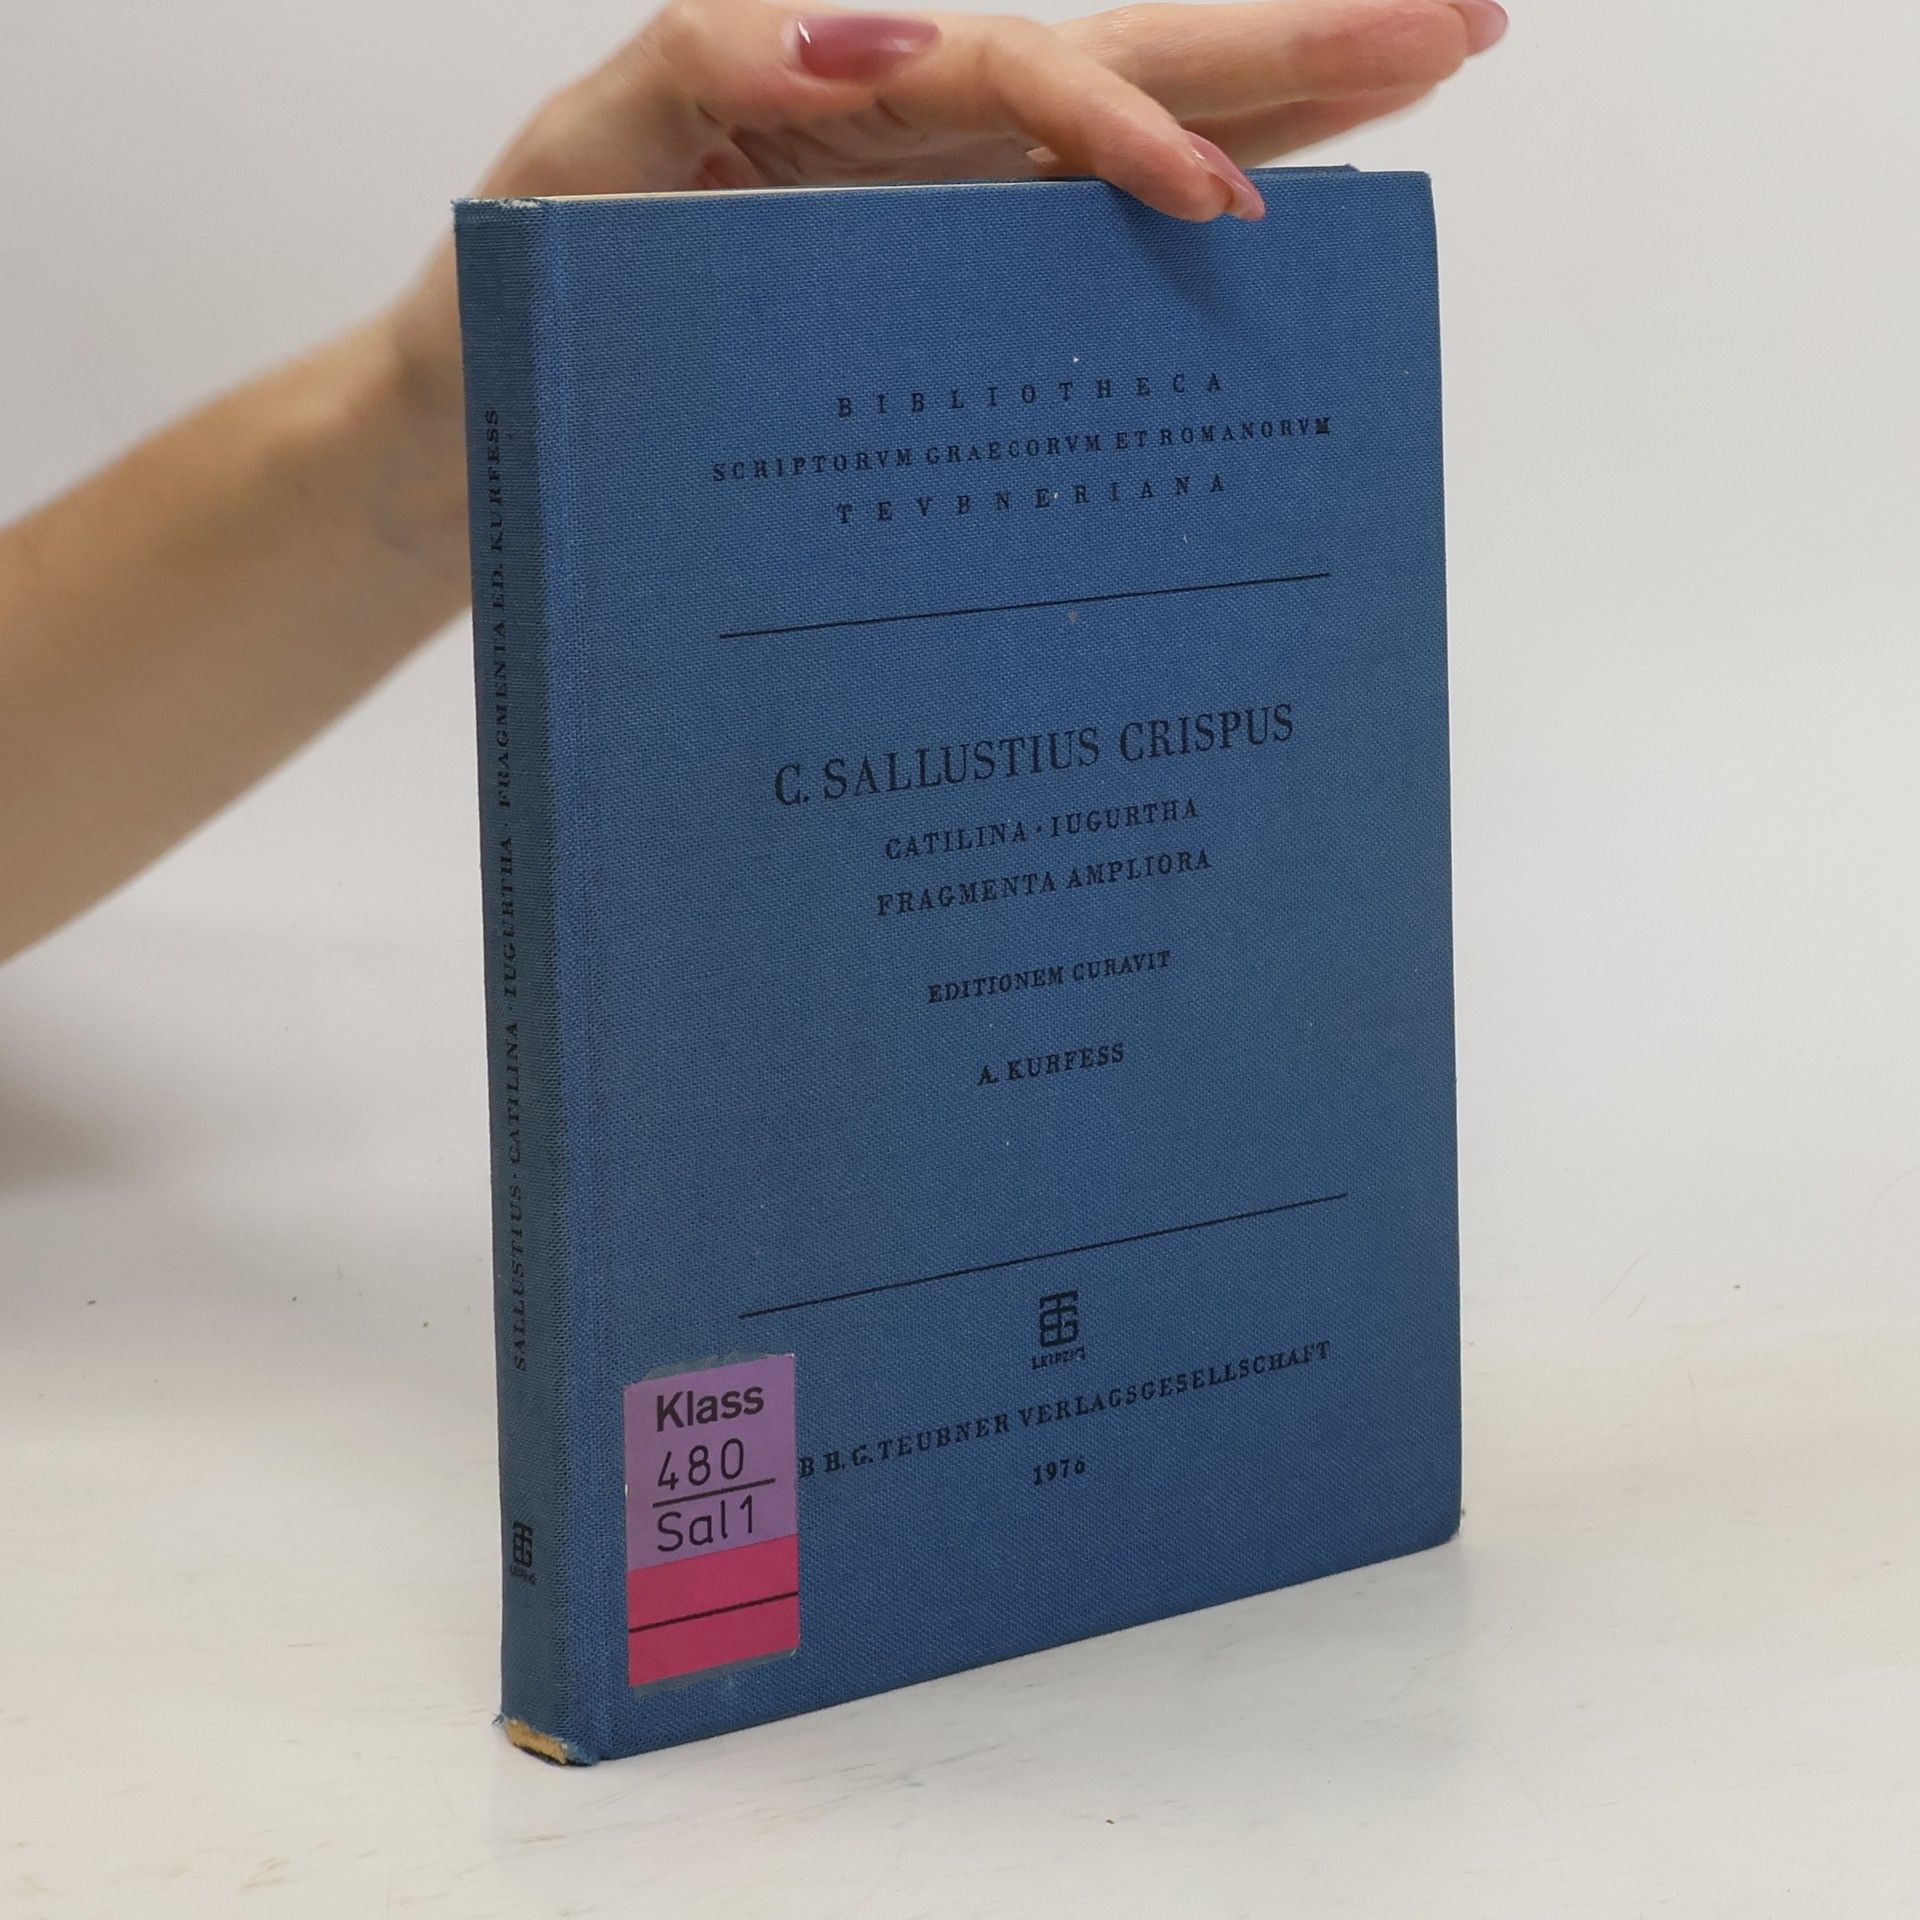 BIBLIOTHECA
SCRIPTORVM GRAECORVM ET ROMANORVM
TEVBNERIANA
C. SALLUSTIUS CRISPUS
CATILINA · IUGURTHA
FRAGMENTA AMPLIORA
EDITIONEM CURAVIT
A. KURFESS
LEIPZIG
B B.G. TEUBNER VERLAGSGESELLSCHAFT
1976
Klass
480
Sal 1
SALLUSTIUS · CATILINA · IUGURTHA · FRAGMENTA ED. KURFESS
LEIPZIG